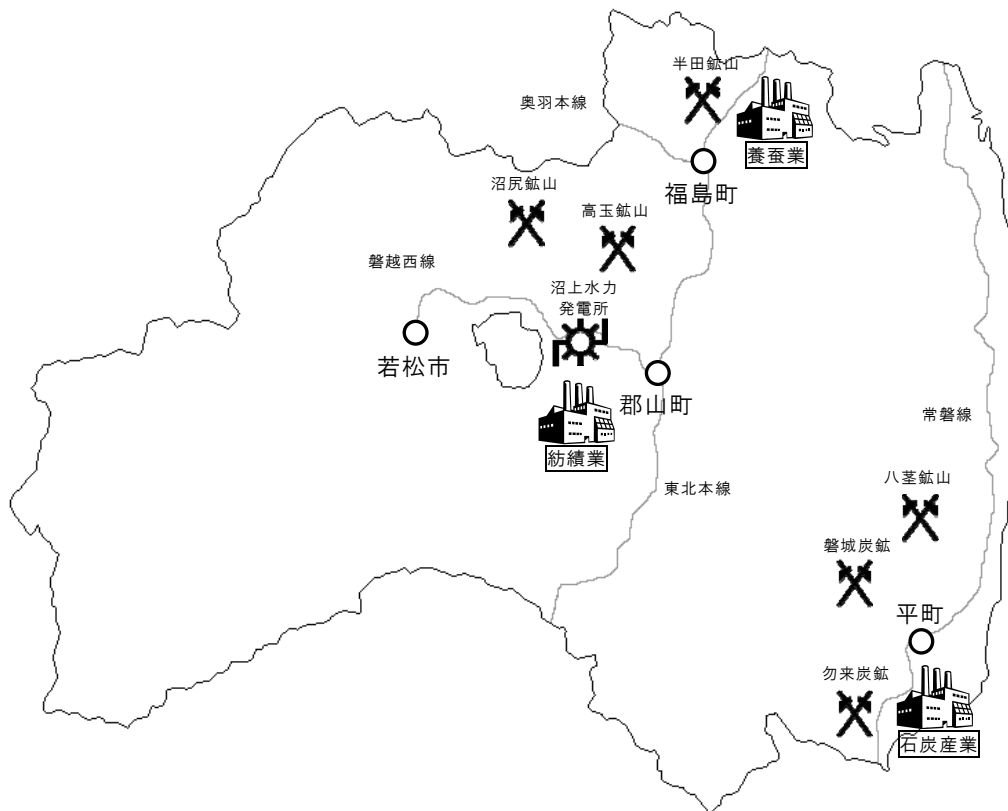 半田鉱山
奥羽本線
養蚕業
福島町
沼尻鉱山
高玉鉱山
磐越西線
沼上水力
発電所
若松市
郡山町
紡績業
常磐線
東北本線
八茎鉱山
磐城炭鉱
平町
勿来炭鉱
石炭産業